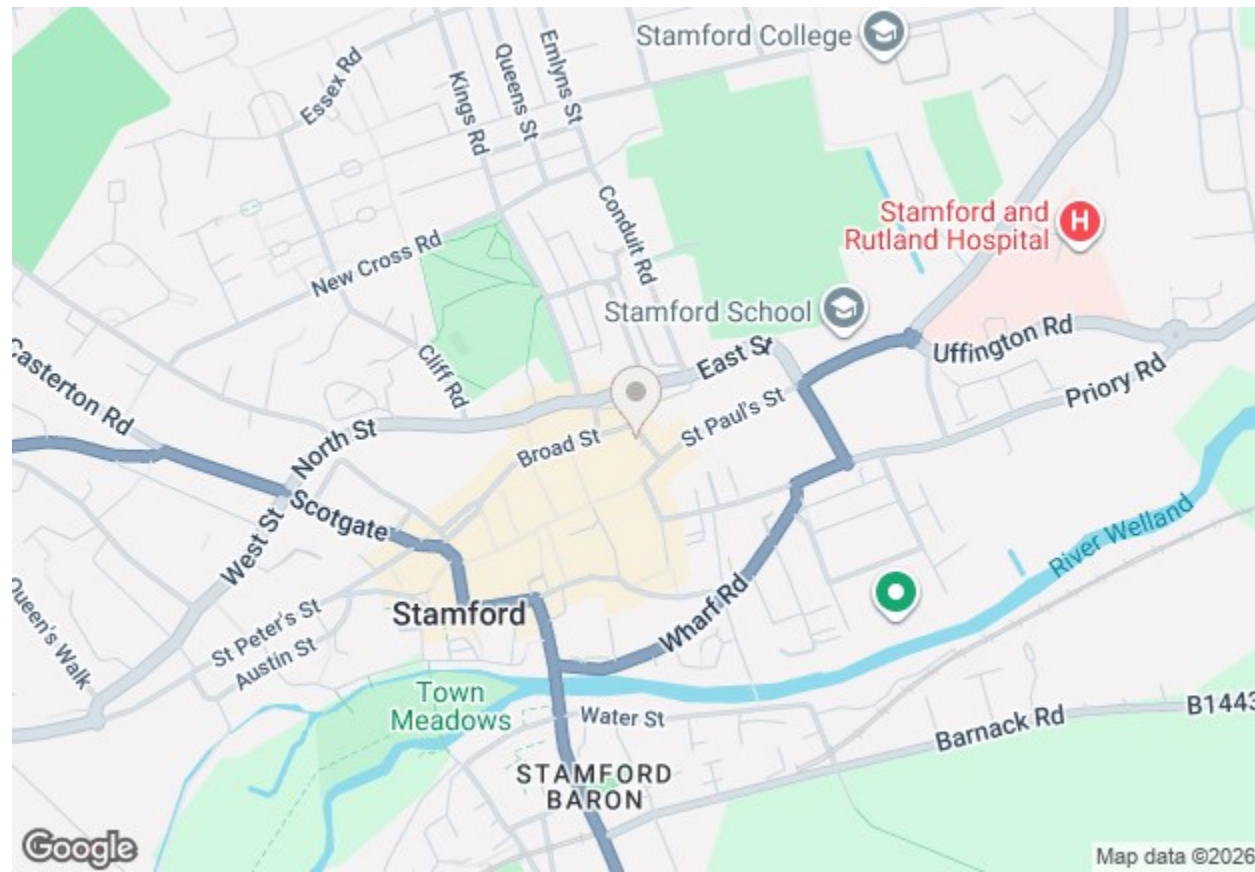 Stamford College
Essex Rd
Kings Rd
Queens St
Emlyns St
Conduit Rd
Stamford and
Rutland Hospital
New Cross Rd
Stamford School
Uffington Rd
Casterton Rd
Cliff Rd
East St
Priory Rd
North St
Broad St
St Paul's St
Scotgate
West St
River Welland
Queen's Walk
St Peter's St
Austin St
Stamford
Wharf Rd
Town
Meadows
Water St
Barnack Rd
B1443
STAMFORD
BARON
Google
Map data ©2026